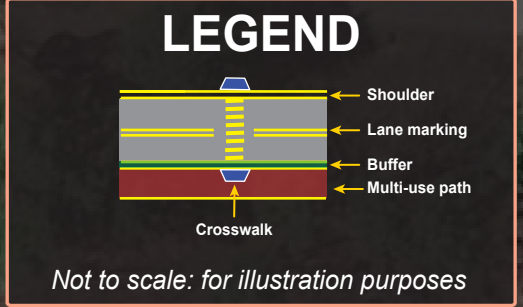 LEGEND
Shoulder
Lane marking
Buffer
Multi-use path
Crosswalk
Not to scale: for illustration purposes